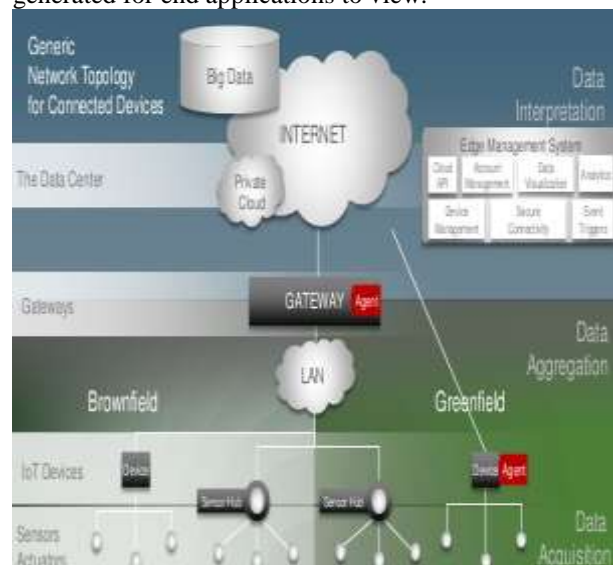 generated for end applications to view.
Generic
Network Topology
for Connected Devices
Big Data
INTERNET
Data
Interpretation
Edge Management System
Cloud
API
Account
Management
Data
Visualization
Analytics
Device
Management
Secure
Connectivity
Event
Triggers
The Data Center
Private
Cloud
Gateways
GATEWAY
Agent
Data
Aggregation
LAN
Brownfield
Greenfield
IoT Devices
Device
Sensor Hub
Sensor Hub
Device
Agent
Sensors
Actuators
Data
Acquisition